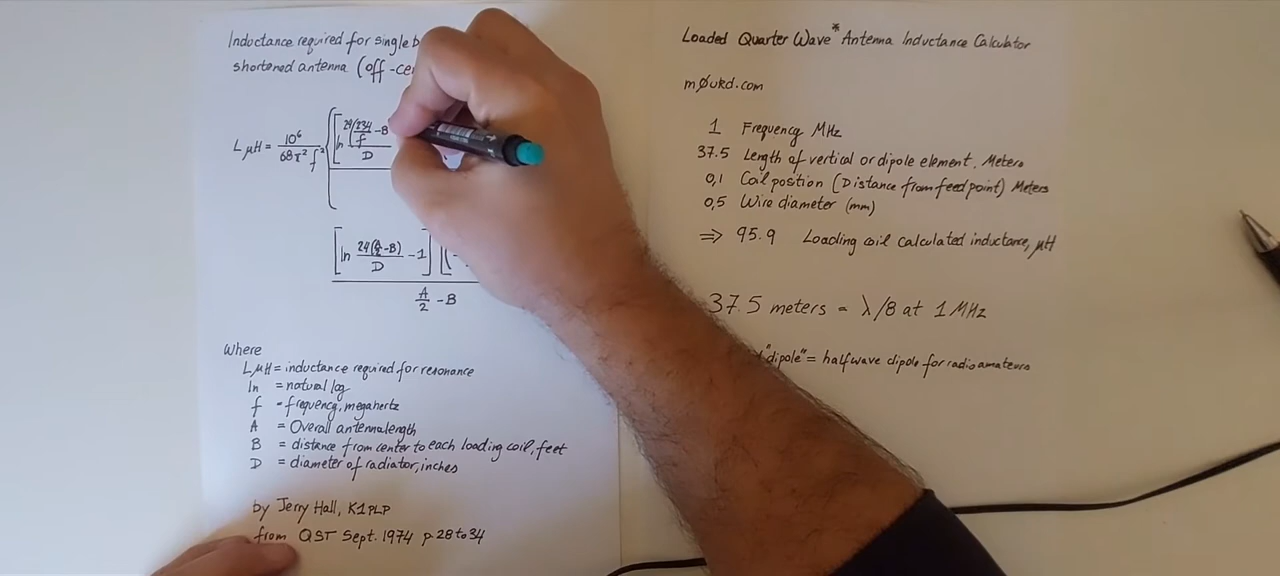 Inductance required for single b
shortened antenna (off-ce
L μH = 10⁶ / 68π² f² { [ ln 24(234/f - B / D
[ ln 24(A/2 - B) / D - 1 ] [ (
A/2 - B
Where
L μH = inductance required for resonance
ln = natural log
f = frequency, megahertz
A = Overall antenna length
B = distance from center to each loading coil, feet
D = diameter of radiator, inches
by Jerry Hall, K1PLP
from QST Sept. 1974 p.28 to 34
Loaded Quarter Wave* Antenna Inductance Calculator
mØukd.com
1 Frequency MHz
37.5 Length of vertical or dipole element. Meters
0,1 Coil position (Distance from feed point) Meters
0,5 Wire diameter (mm)
⇒ 95.9 Loading coil calculated inductance, μH
37.5 meters = λ/8 at 1 MHz
"dipole" = halfwave dipole for radio amateurs